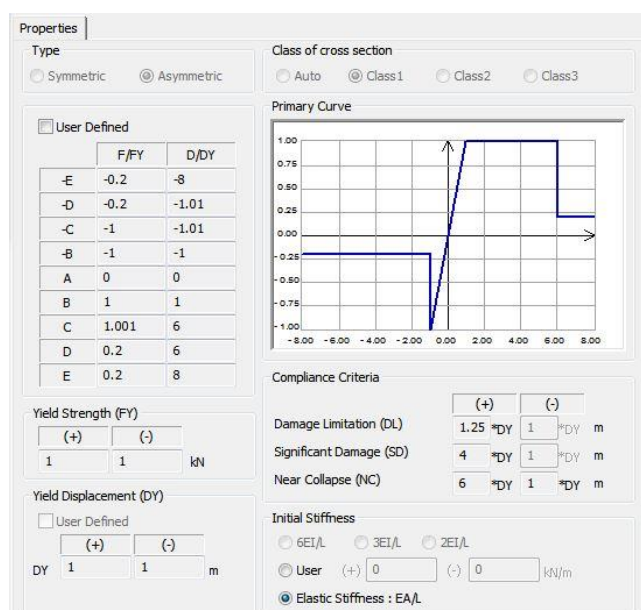 Properties
Type
Symmetric Asymmetric
Class of cross section
Auto Class1 Class2 Class3
User Defined
F/FY D/DY
-E -0.2 -8
-D -0.2 -1.01
-C -1 -1.01
-B -1 -1
A 0 0
B 1 1
C 1.001 6
D 0.2 6
E 0.2 8
Primary Curve
1.00
0.75
0.50
0.25
0.00
-0.25
-0.50
-0.75
-1.00
-8.00 -6.00 -4.00 -2.00 0.00 2.00 4.00 6.00 8.00
Yield Strength (FY)
(+) (-)
1 1 kN
Yield Displacement (DY)
User Defined
(+) (-)
DY 1 1 m
Compliance Criteria
(+) (-)
Damage Limitation (DL) 1.25 *DY 1 *DY m
Significant Damage (SD) 4 *DY 1 *DY m
Near Collapse (NC) 6 *DY 1 *DY m
Initial Stiffness
6EI/L 3EI/L 2EI/L
User (+) 0 (-) 0 kN/m
Elastic Stiffness : EA/L